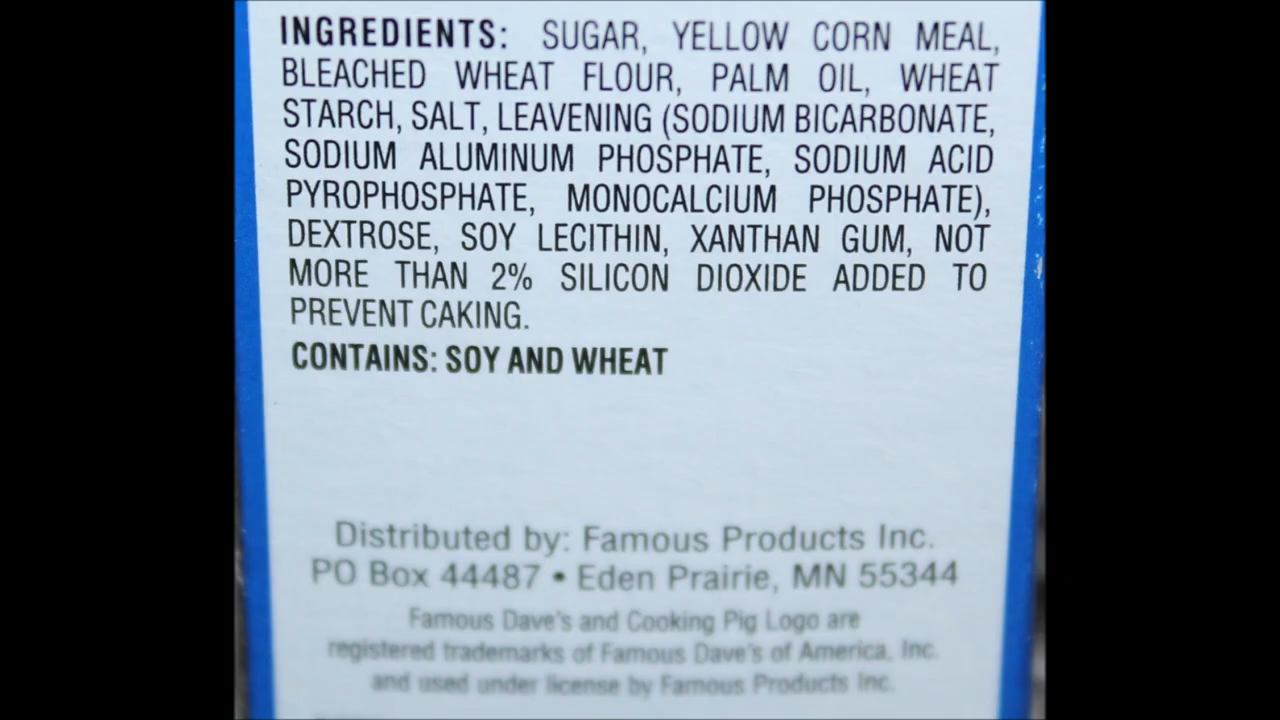 INGREDIENTS: SUGAR, YELLOW CORN MEAL,
BLEACHED WHEAT FLOUR, PALM OIL, WHEAT
STARCH, SALT, LEAVENING (SODIUM BICARBONATE,
SODIUM ALUMINUM PHOSPHATE, SODIUM ACID
PYROPHOSPHATE, MONOCALCIUM PHOSPHATE),
DEXTROSE, SOY LECITHIN, XANTHAN GUM, NOT
MORE THAN 2% SILICON DIOXIDE ADDED TO
PREVENT CAKING.
CONTAINS: SOY AND WHEAT
Distributed by: Famous Products Inc.
PO Box 44487 • Eden Prairie, MN 55344
Famous Dave's and Cooking Pig Logo are
registered trademarks of Famous Dave's of America, Inc.
and used under license by Famous Products Inc.